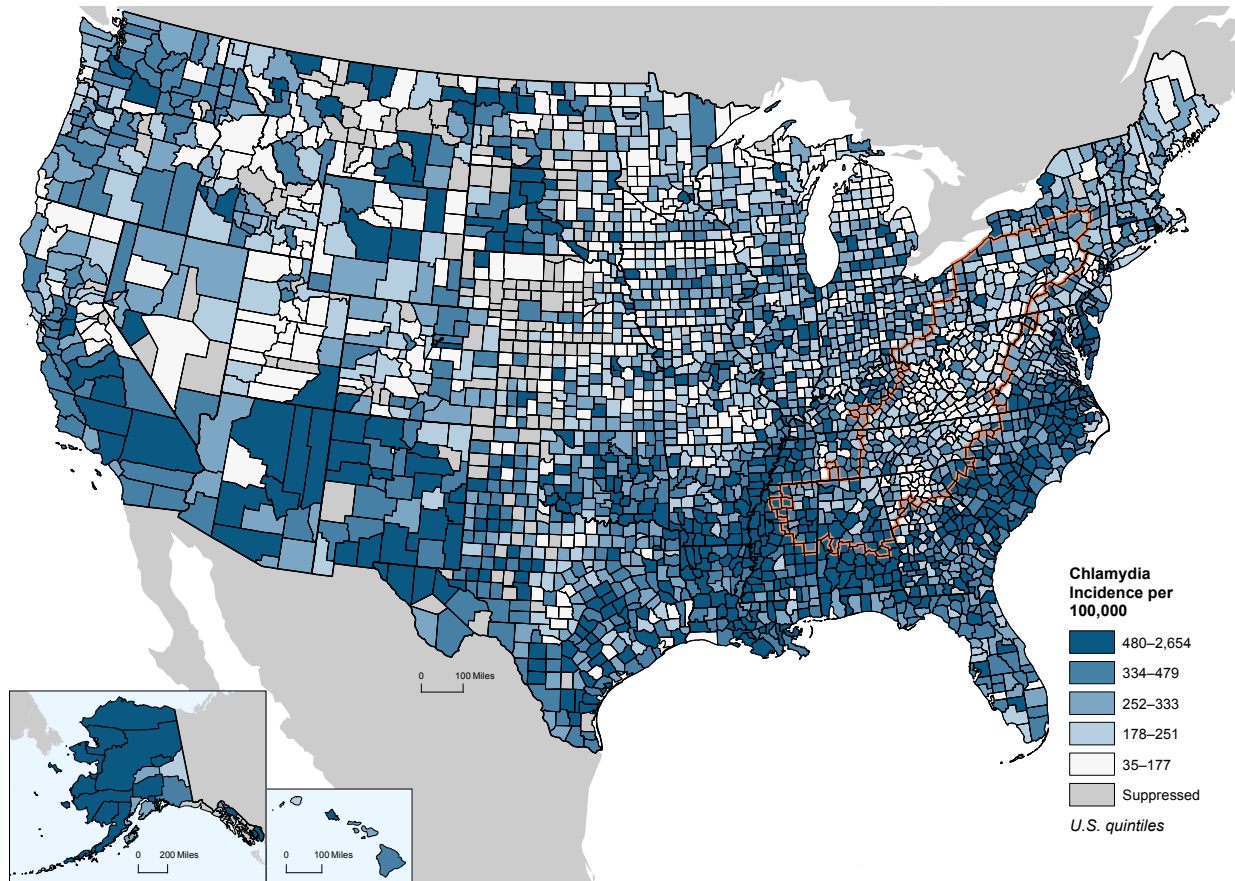 0 100 Miles
Chlamydia
Incidence per
100,000
480–2,654
334–479
252–333
178–251
35–177
Suppressed
U.S. quintiles
0 200 Miles
0 100 Miles